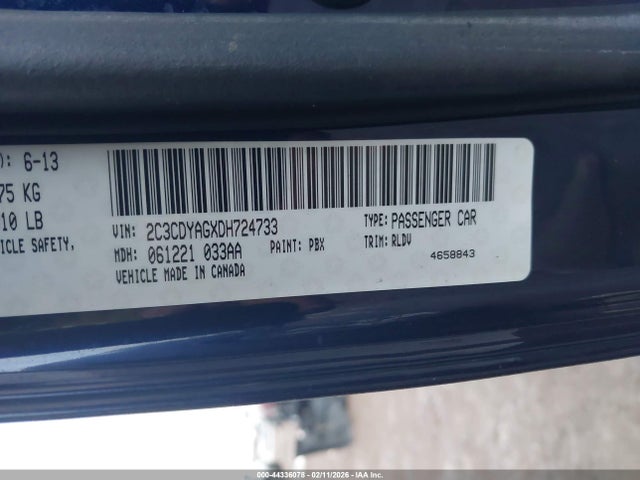 ): 6-13
75 KG
10 LB
HICLE SAFETY,
VIN: 2C3CDYAGXDH724733
TYPE: PASSENGER CAR
MDH: 061221 033AA
PAINT: PBX
TRIM: RLDV
VEHICLE MADE IN CANADA
4658843
000-44336078 - 02/11/2026 - IAA Inc.